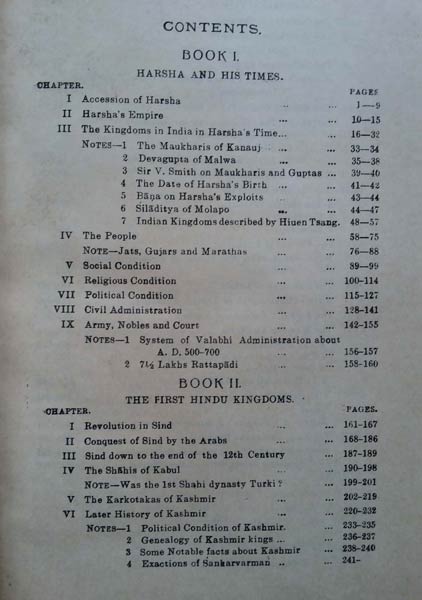 CONTENTS.
BOOK I.
HARSHA AND HIS TIMES.
CHAPTER. PAGES
I Accession of Harsha .. ... 1—9
II Harsha's Empire ... ... 10—15
III The Kingdoms in India in Harsha's Time... ... 16—32
NOTES—1 The Maukharis of Kanauj ... ... 33—34
2 Devagupta of Malwa ... ... 35—38
3 Sir V. Smith on Maukharis and Guptas ... 39—40
4 The Date of Harsha's Birth ... ... 41—42
5 Bāṇa on Harsha's Exploits ... ... 43—44
6 Silāditya of Molapo ... ... 44—47
7 Indian Kingdoms described by Hiuen Tsang. 48—57
IV The People ... ... 58—75
NOTE—Jats, Gujars and Marathas ... ... 76—88
V Social Condition ... ... 89—99
VI Religious Condition ... ... 100-114
VII Political Condition ... ... 115-127
VIII Civil Administration ... ... 128-141
IX Army, Nobles and Court ... ... 142-155
NOTES—1 System of Valabhi Administration about
A. D. 500-700 ... ... 156-157
2 7½ Lakhs Rattapādi ... ... 158-160
BOOK II.
THE FIRST HINDU KINGDOMS.
CHAPTER. PAGES.
I Revolution in Sind ... ... 161-167
II Conquest of Sind by the Arabs ... ... 168-186
III Sind down to the end of the 12th Century ... 187-189
IV The Shāhis of Kabul ... ... 190-198
NOTE—Was the 1st Shahi dynasty Turki ? ... 199-201
V The Karkotakas of Kashmir ... ... 202-219
VI Later History of Kashmir ... ... 220-232
NOTES—1 Political Condition of Kashmir. ... 233-235
2 Genealogy of Kashmir kings ... ... 236-237
3 Some Notable facts about Kashmir ... 238-240
4 Exactions of Sankarvarman .. ... 241-